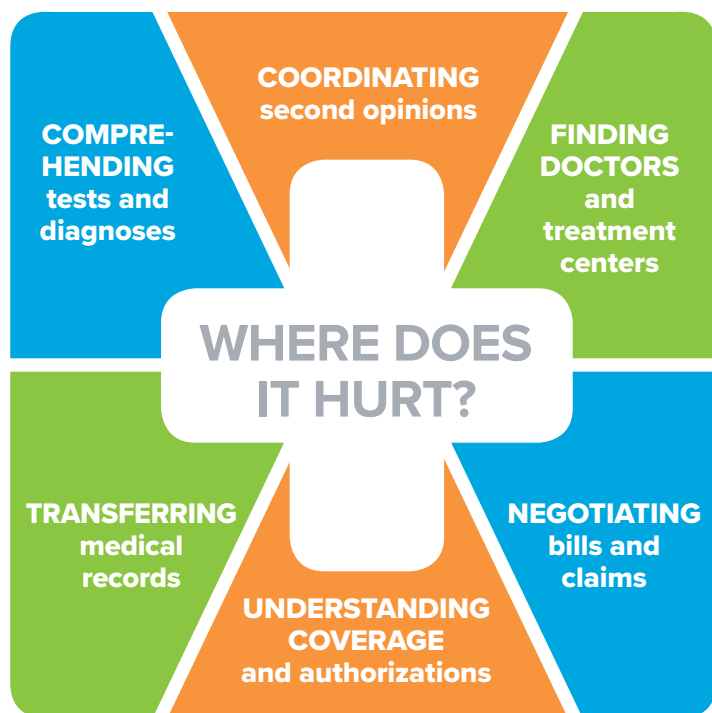 COORDINATING
second opinions
COMPRE-
HENDING
tests and
diagnoses
FINDING
DOCTORS
and
treatment
centers
WHERE DOES
IT HURT?
TRANSFERRING
medical
records
NEGOTIATING
bills and
claims
UNDERSTANDING
COVERAGE
and authorizations